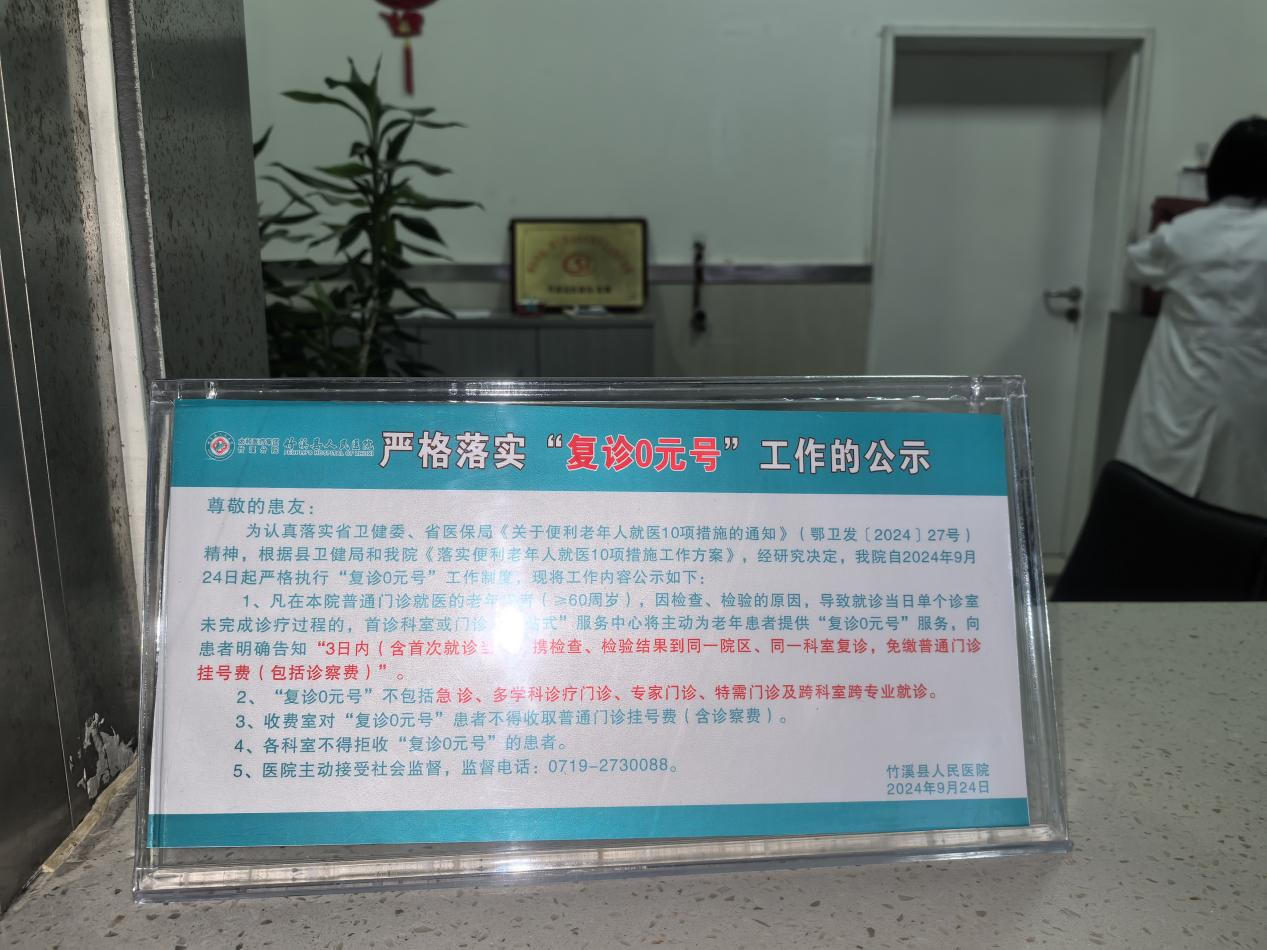 竹溪县人民医院
PEOPLE'S HOSPITAL OF ZHUXI
严格落实“复诊0元号”工作的公示
尊敬的患友：
为认真落实省卫健委、省医保局《关于便利老年人就医10项措施的通知》（鄂卫发〔2024〕27号）
精神，根据县卫健局和我院《落实便利老年人就医10项措施工作方案》，经研究决定，我院自2024年9月
24日起严格执行“复诊0元号”工作制度，现将工作内容公示如下：
1、凡在本院普通门诊就医的老年 者（≥60周岁），因检查、检验的原因，导致就诊当日单个诊室
未完成诊疗过程的，首诊科室或门诊 式”服务中心将主动为老年患者提供“复诊0元号”服务，向
患者明确告知“3日内（含首次就诊 携检查、检验结果到同一院区、同一科室复诊，免缴普通门诊
挂号费（包括诊察费）”。
2、“复诊0元号”不包括急诊、多学科诊疗门诊、专家门诊、特需门诊及跨科室跨专业就诊。
3、收费室对“复诊0元号”患者不得收取普通门诊挂号费（含诊察费）。
4、各科室不得拒收“复诊0元号”的患者。
5、医院主动接受社会监督，监督电话：0719-2730088。
竹溪县人民医院
2024年9月24日